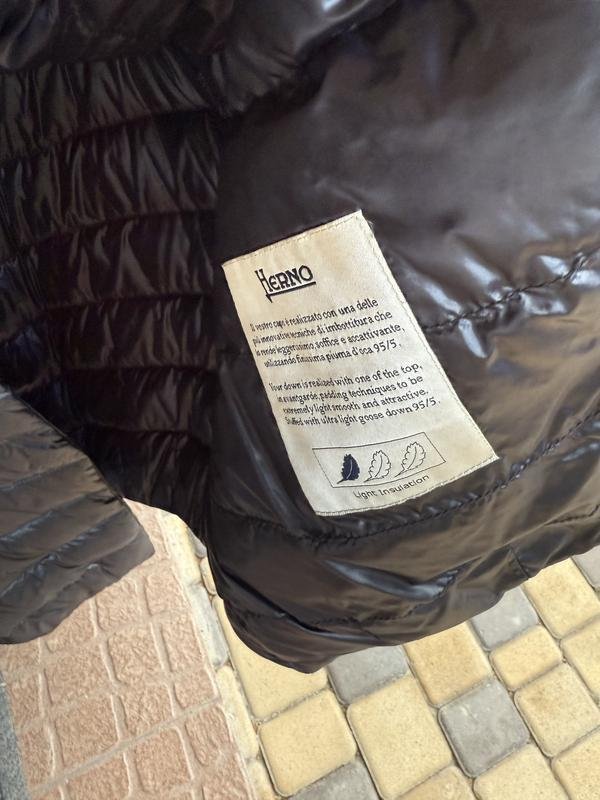 HERNO
Il vostro capo è realizzato con una delle
più innovative tecniche di imbottitura che
lo rende leggerissimo, soffice e accattivante,
utilizzando finissima piuma d'oca 95/5.
Your down is realized with one of the top,
in avantgarde, padding techniques to be
extremely light smooth and attractive.
Stuffed with ultra light goose down 95/5.
Light Insulation